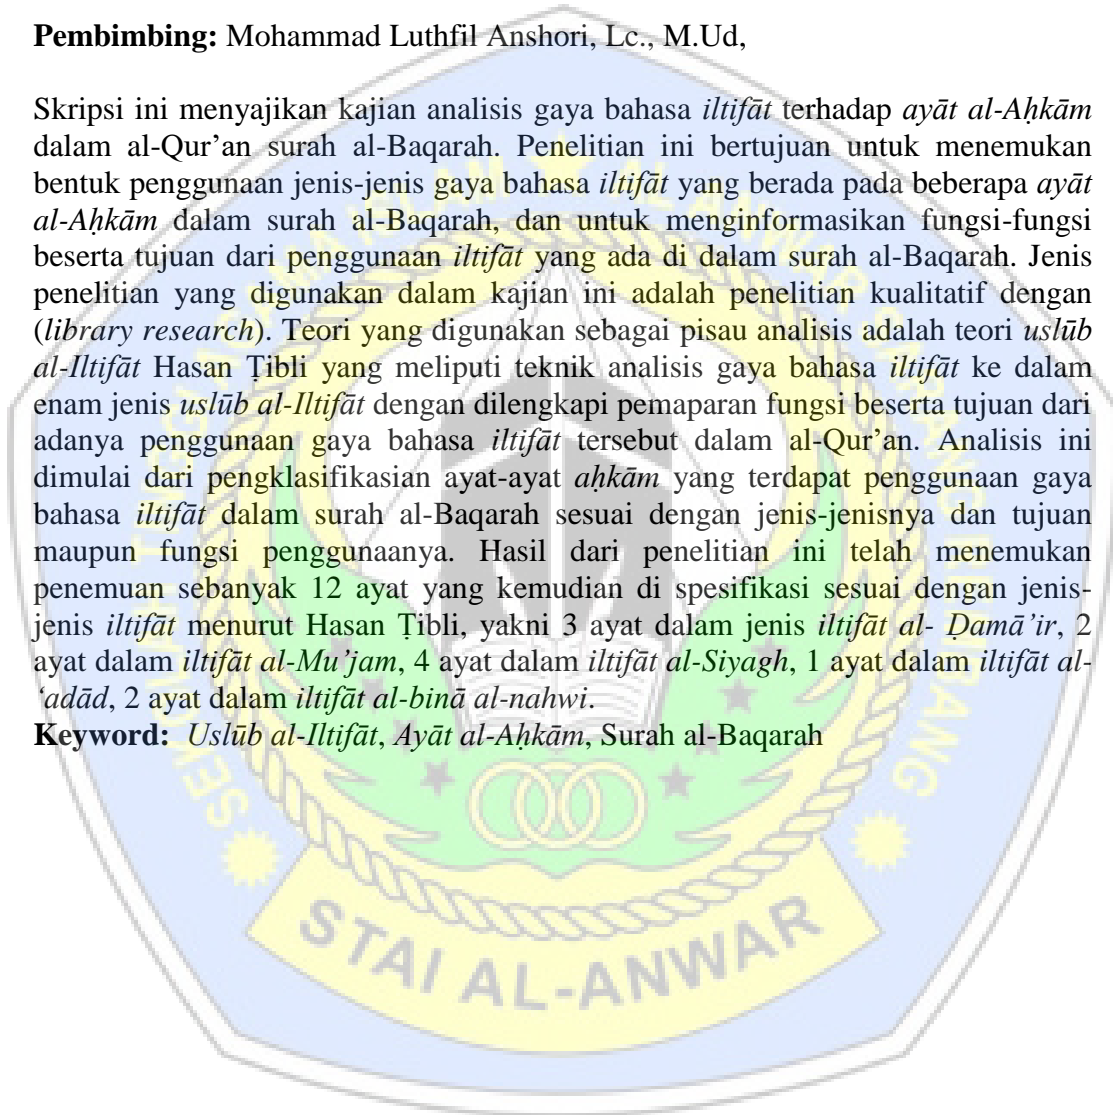 Pembimbing: Mohammad Luthfil Anshori, Lc., M.Ud,
Skripsi ini menyajikan kajian analisis gaya bahasa iltifāt terhadap ayāt al-Aḥkām
dalam al-Qur’an surah al-Baqarah. Penelitian ini bertujuan untuk menemukan
bentuk penggunaan jenis-jenis gaya bahasa iltifāt yang berada pada beberapa ayāt
al-Aḥkām dalam surah al-Baqarah, dan untuk menginformasikan fungsi-fungsi
beserta tujuan dari penggunaan iltifāt yang ada di dalam surah al-Baqarah. Jenis
penelitian yang digunakan dalam kajian ini adalah penelitian kualitatif dengan
(library research). Teori yang digunakan sebagai pisau analisis adalah teori uslūb
al-Iltifāt Hasan Ṭibli yang meliputi teknik analisis gaya bahasa iltifāt ke dalam
enam jenis uslūb al-Iltifāt dengan dilengkapi pemaparan fungsi beserta tujuan dari
adanya penggunaan gaya bahasa iltifāt tersebut dalam al-Qur’an. Analisis ini
dimulai dari pengklasifikasian ayat-ayat aḥkām yang terdapat penggunaan gaya
bahasa iltifāt dalam surah al-Baqarah sesuai dengan jenis-jenisnya dan tujuan
maupun fungsi penggunaanya. Hasil dari penelitian ini telah menemukan
penemuan sebanyak 12 ayat yang kemudian di spesifikasi sesuai dengan jenis-
jenis iltifāt menurut Hasan Ṭibli, yakni 3 ayat dalam jenis iltifāt al- Ḍamā’ir, 2
ayat dalam iltifāt al-Mu’jam, 4 ayat dalam iltifāt al-Siyagh, 1 ayat dalam iltifāt al-
‘adād, 2 ayat dalam iltifāt al-binā al-nahwi.
Keyword: Uslūb al-Iltifāt, Ayāt al-Aḥkām, Surah al-Baqarah
SEKOLAH TINGGI AGAMA ISLAM AL ANWAR SARANG REMBANG
STAI AL-ANWAR